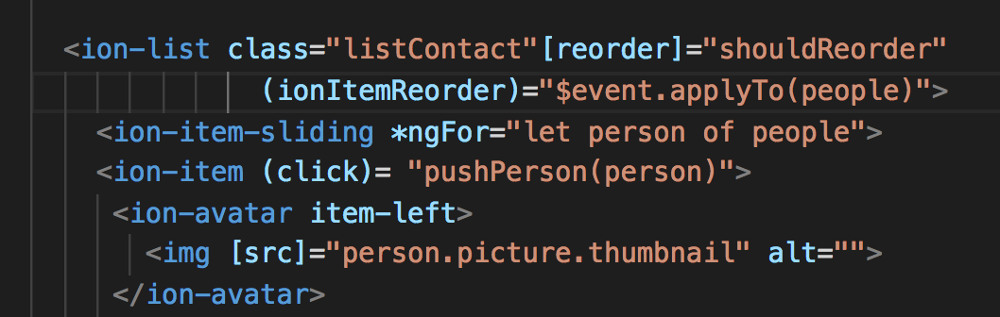 <ion-list class="listContact"[reorder]="shouldReorder"
(ionItemReorder)="$event.applyTo(people)">
<ion-item-sliding *ngFor="let person of people">
<ion-item (click)= "pushPerson(person)">
<ion-avatar item-left>
<img [src]="person.picture.thumbnail" alt="">
</ion-avatar>